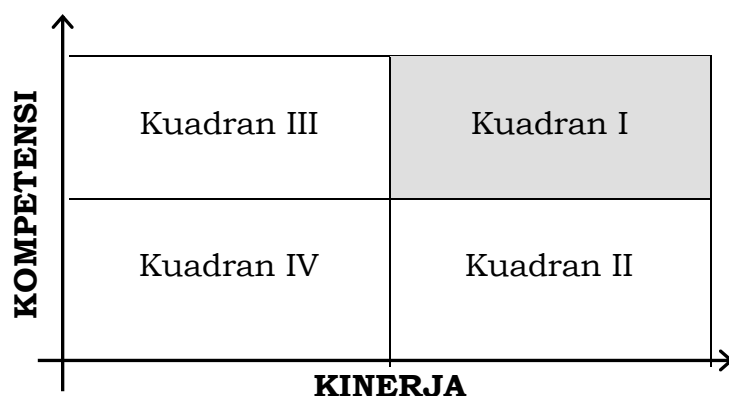 KOMPETENSI
Kuadran III
Kuadran I
Kuadran IV
Kuadran II
KINERJA